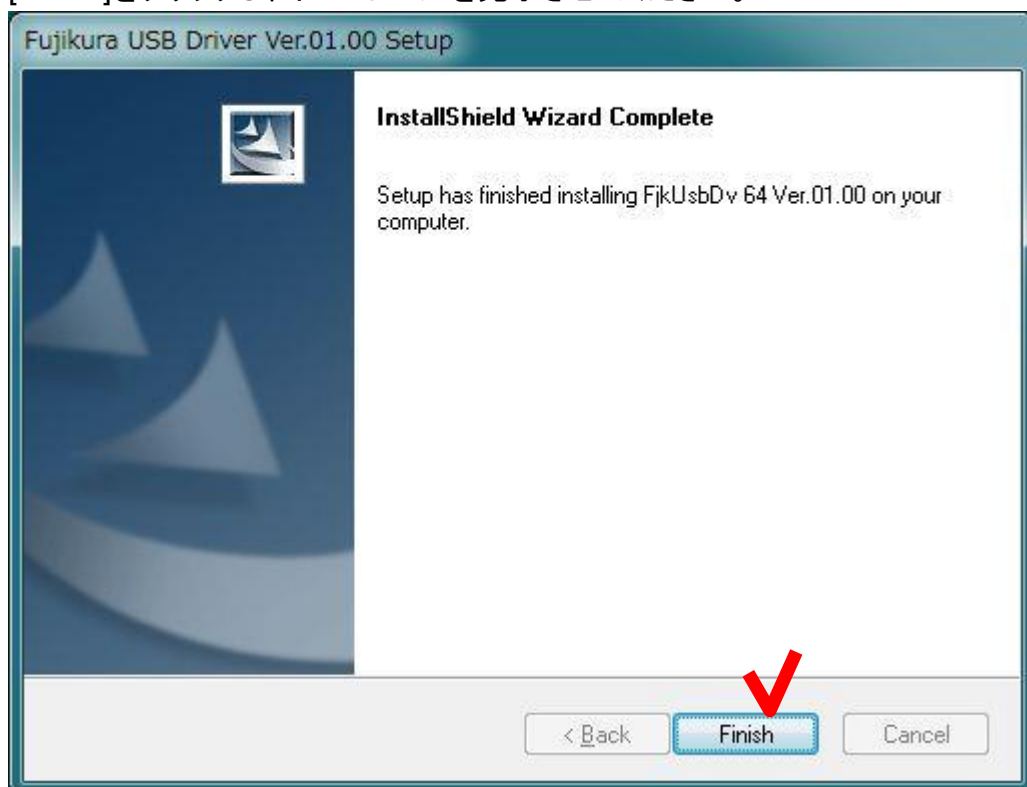 Fujikura USB Driver Ver.01.00 Setup
InstallShield Wizard Complete
Setup has finished installing FjkUsbDv 64 Ver.01.00 on your
computer.
< Back Finish Cancel